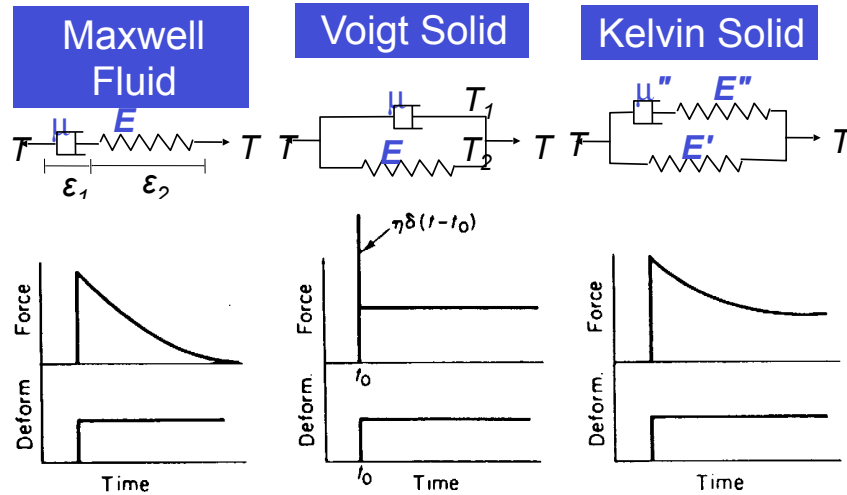 Maxwell
Fluid
μ
E
T
T
ε₁
ε₂
Force
Deform
Time
Voigt Solid
μ
T₁
E
T₂
T
T
ηδ(t-t₀)
Force
t₀
Deform.
t₀
Time
Kelvin Solid
μ"
E"
T
E'
T
Force
Deform.
Time